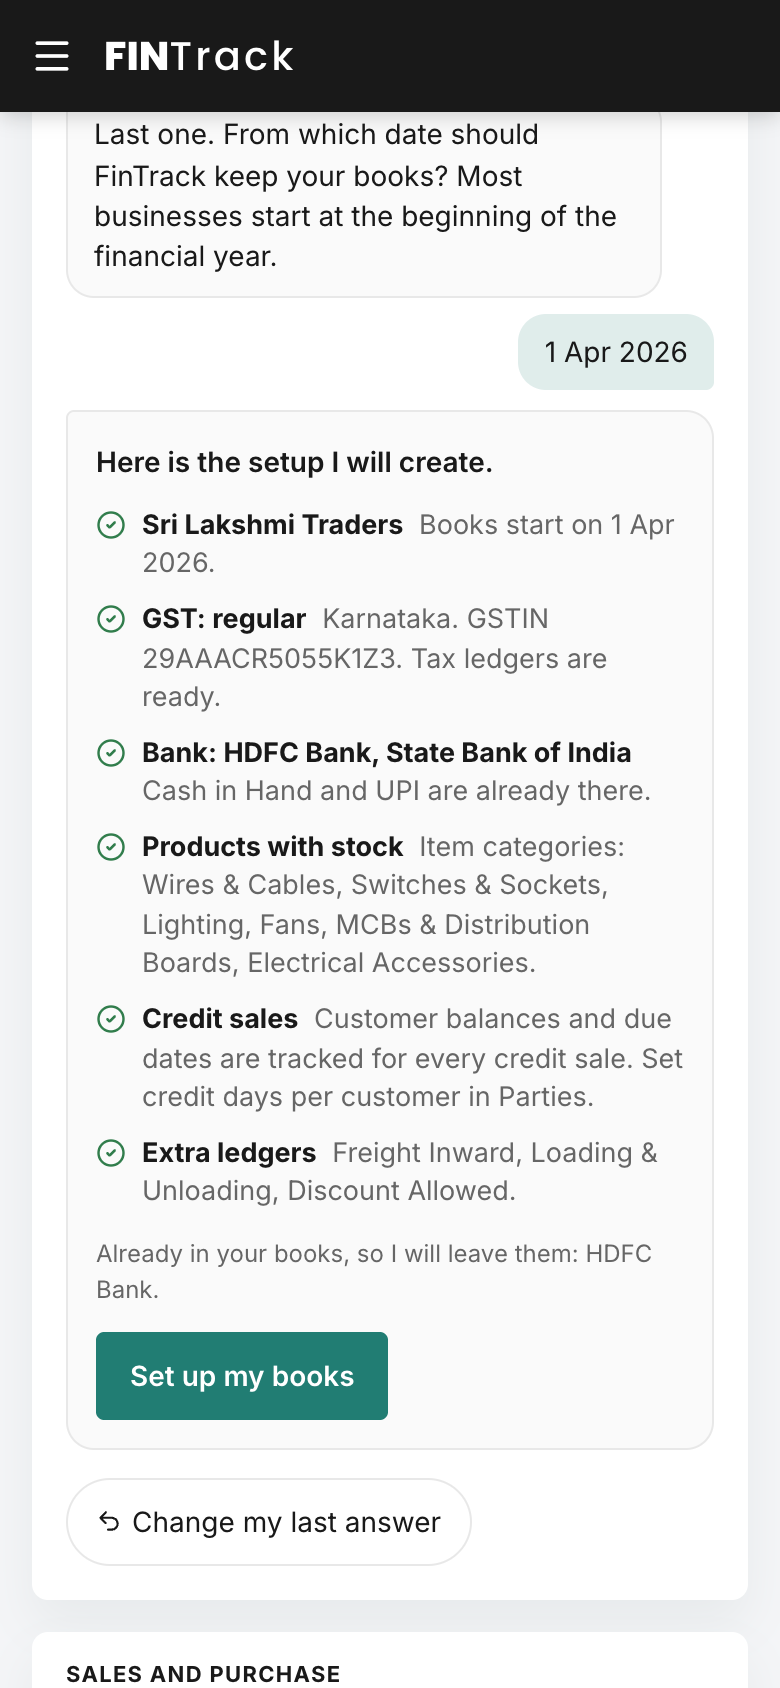 FINTrack
Last one. From which date should
FinTrack keep your books? Most
businesses start at the beginning of the
financial year.
1 Apr 2026
Here is the setup I will create.
Sri Lakshmi Traders Books start on 1 Apr
2026.
GST: regular Karnataka. GSTIN
29AAACR5055K1Z3. Tax ledgers are
ready.
Bank: HDFC Bank, State Bank of India
Cash in Hand and UPI are already there.
Products with stock Item categories:
Wires & Cables, Switches & Sockets,
Lighting, Fans, MCBs & Distribution
Boards, Electrical Accessories.
Credit sales Customer balances and due
dates are tracked for every credit sale. Set
credit days per customer in Parties.
Extra ledgers Freight Inward, Loading &
Unloading, Discount Allowed.
Already in your books, so I will leave them: HDFC
Bank.
Set up my books
Change my last answer
SALES AND PURCHASE